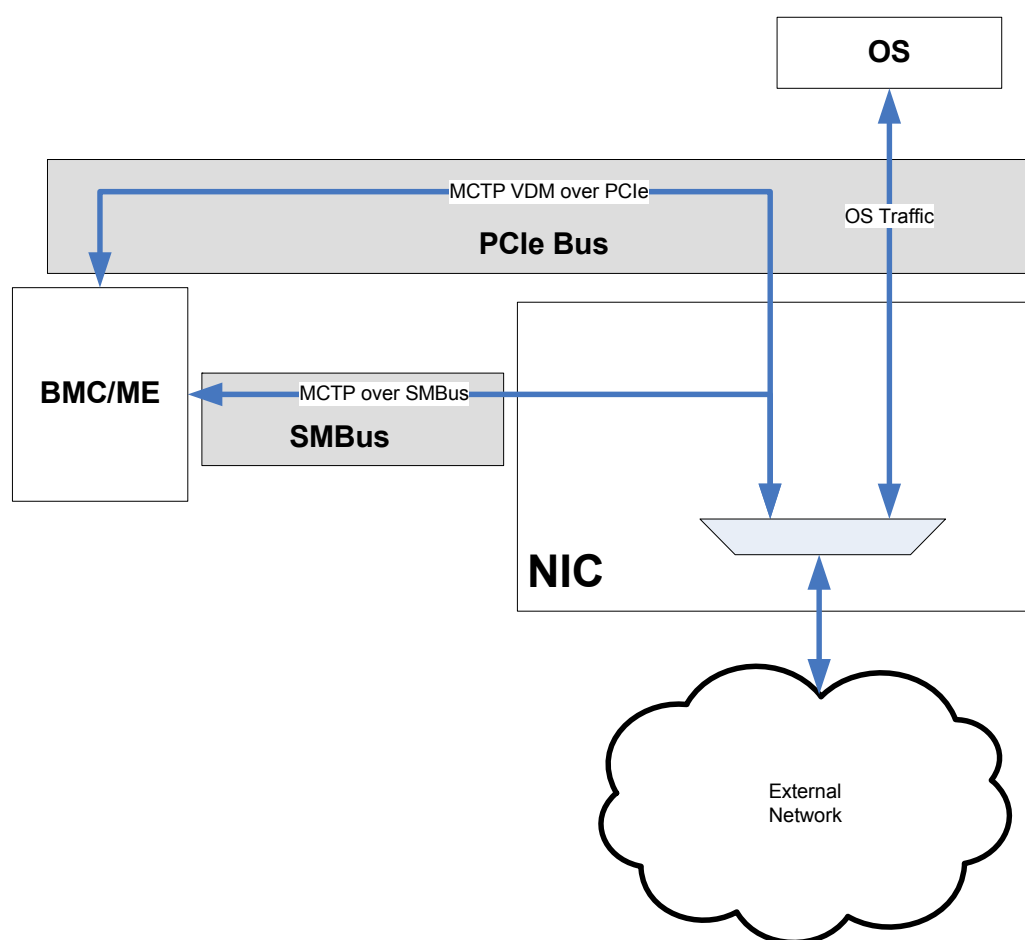 OS
MCTP VDM over PCIe
OS Traffic
PCIe Bus
BMC/ME
MCTP over SMBus
SMBus
NIC
External
Network